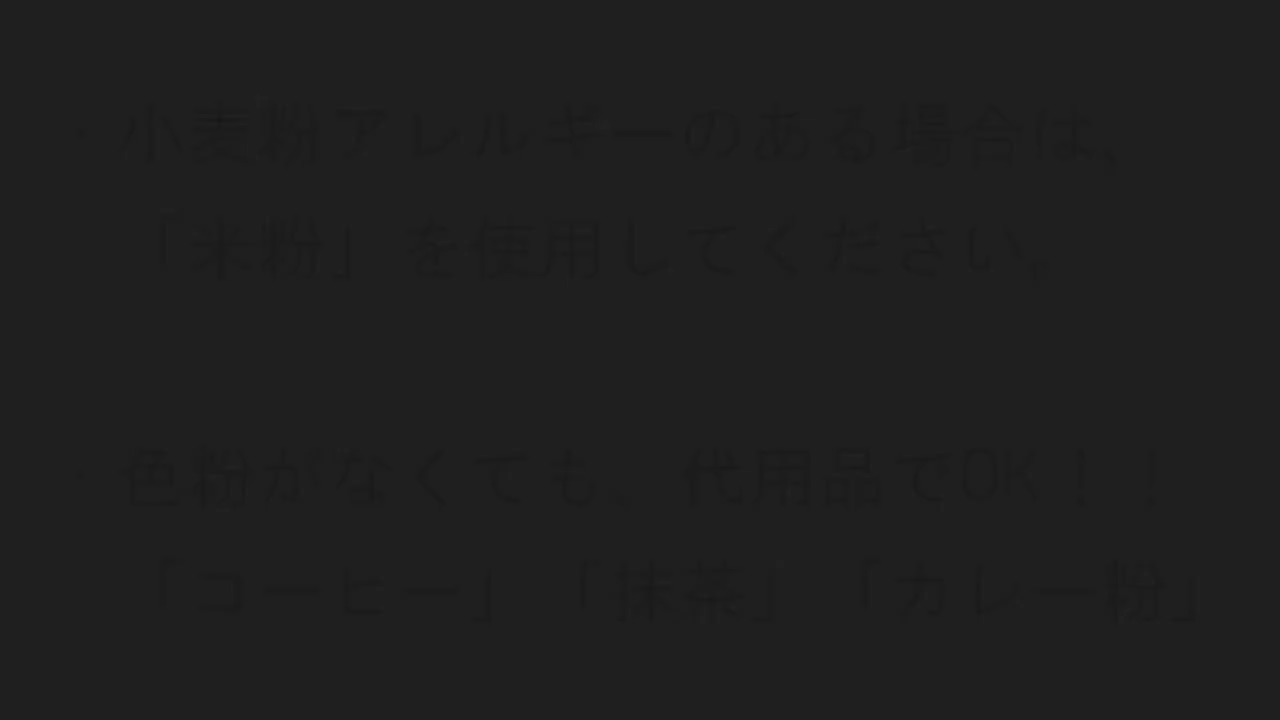 ・小麦粉アレルギーのある場合は、
「米粉」を使用してください。
・色粉がなくても、代用品でOK！！
「コーヒー」「抹茶」「カレー粉」